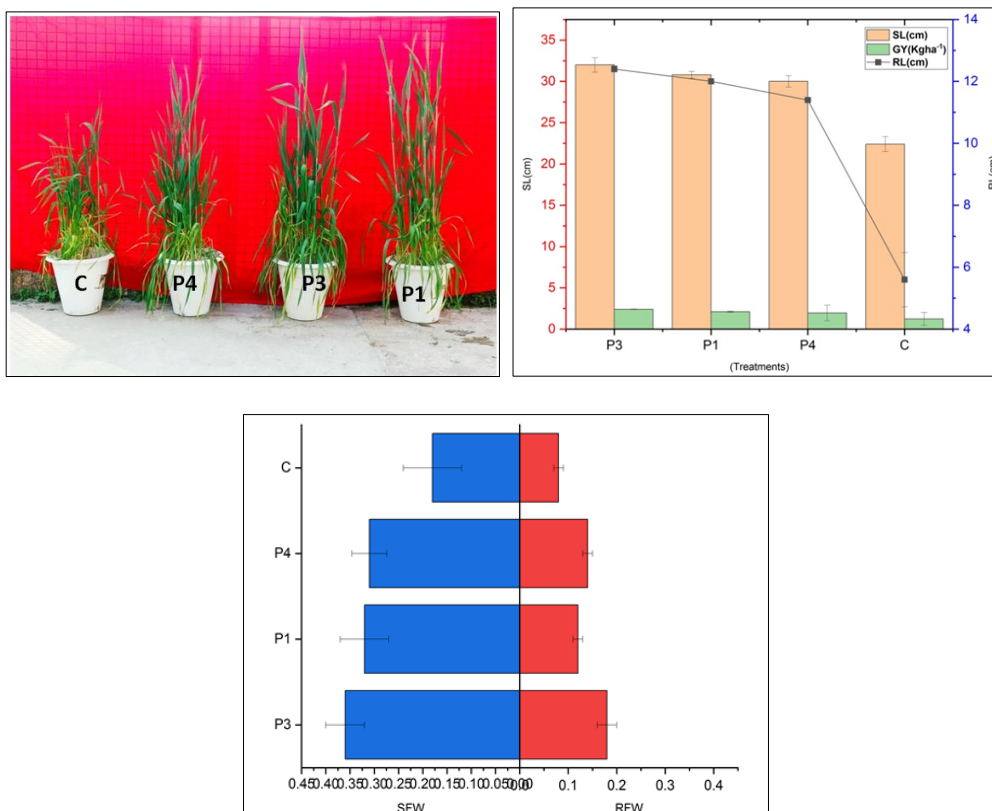 C
P4
P3
P1
SL(cm)
GY(Kgha⁻¹)
RL(cm)
35
30
25
20
15
10
5
0
SL(cm)
14
12
10
8
6
4
RL(cm)
P3 P1 P4 C
(Treatments)
C
P4
P1
P3
0.45 0.40 0.35 0.30 0.25 0.20 0.15 0.10 0.05 0.00 0.0 0.1 0.2 0.3 0.4
SFW RFW